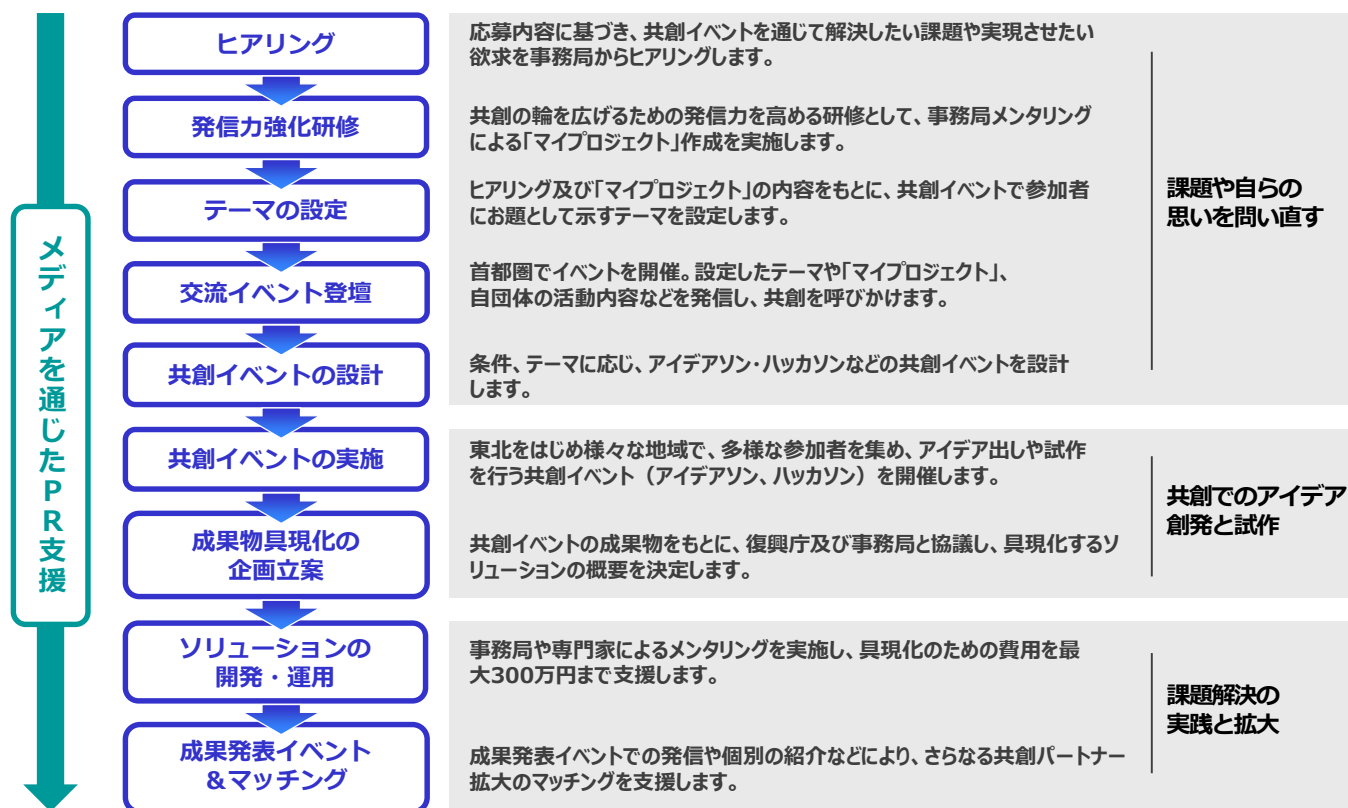 メディアを通じたPR支援
ヒアリング
応募内容に基づき、共創イベントを通じて解決したい課題や実現させたい
欲求を事務局からヒアリングします。
発信力強化研修
共創の輪を広げるための発信力を高める研修として、事務局メンタリング
による「マイプロジェクト」作成を実施します。
テーマの設定
ヒアリング及び「マイプロジェクト」の内容をもとに、共創イベントで参加者
にお題として示すテーマを設定します。
交流イベント登壇
首都圏でイベントを開催。設定したテーマや「マイプロジェクト」、
自団体の活動内容などを発信し、共創を呼びかけます。
共創イベントの設計
条件、テーマに応じ、アイデアソン・ハッカソンなどの共創イベントを設計
します。
課題や自らの
思いを問い直す
共創イベントの実施
東北をはじめ様々な地域で、多様な参加者を集め、アイデア出しや試作
を行う共創イベント（アイデアソン、ハッカソン）を開催します。
成果物具現化の
企画立案
共創イベントの成果物をもとに、復興庁及び事務局と協議し、具現化するソ
リューションの概要を決定します。
共創でのアイデア
創発と試作
ソリューションの
開発・運用
事務局や専門家によるメンタリングを実施し、具現化のための費用を最
大300万円まで支援します。
成果発表イベント
＆マッチング
成果発表イベントでの発信や個別の紹介などにより、さらなる共創パートナー
拡大のマッチングを支援します。
課題解決の
実践と拡大